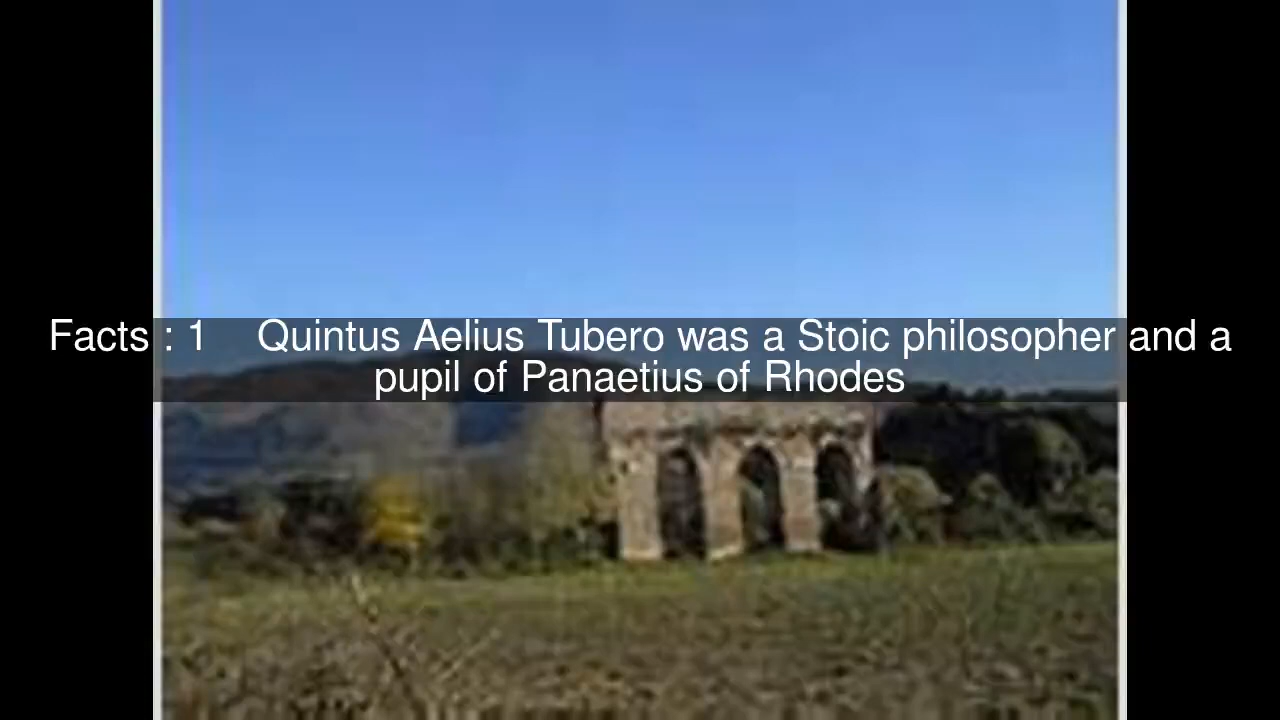 Facts : 1    Quintus Aelius Tubero was a Stoic philosopher and a
pupil of Panaetius of Rhodes